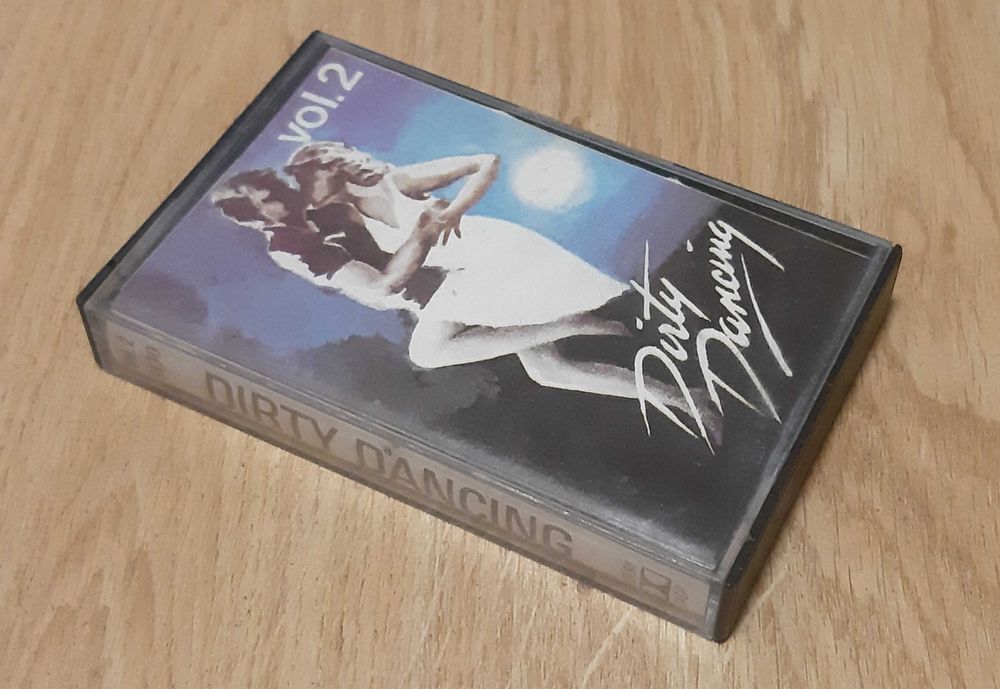 vol.2
Dirty
Dancing
DIRTY DANCING